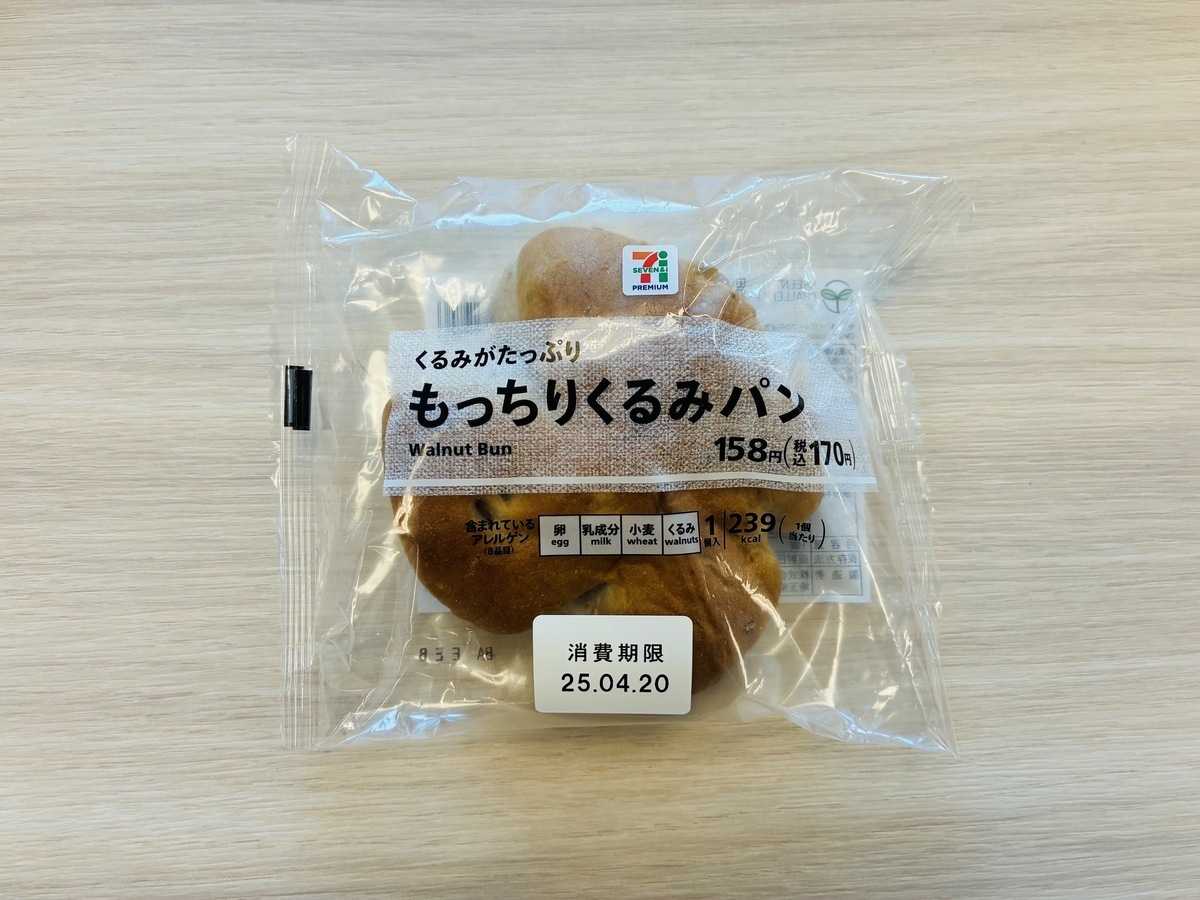 SEVEN&i
PREMIUM
くるみがたっぷり
もっちりくるみパン
Walnut Bun
158円(税込170円)
含まれている
アレルゲン
(8品目)
卵 乳成分 小麦 くるみ
egg milk wheat walnuts
1個入
239kcal(1個当たり)
消費期限
25.04.20